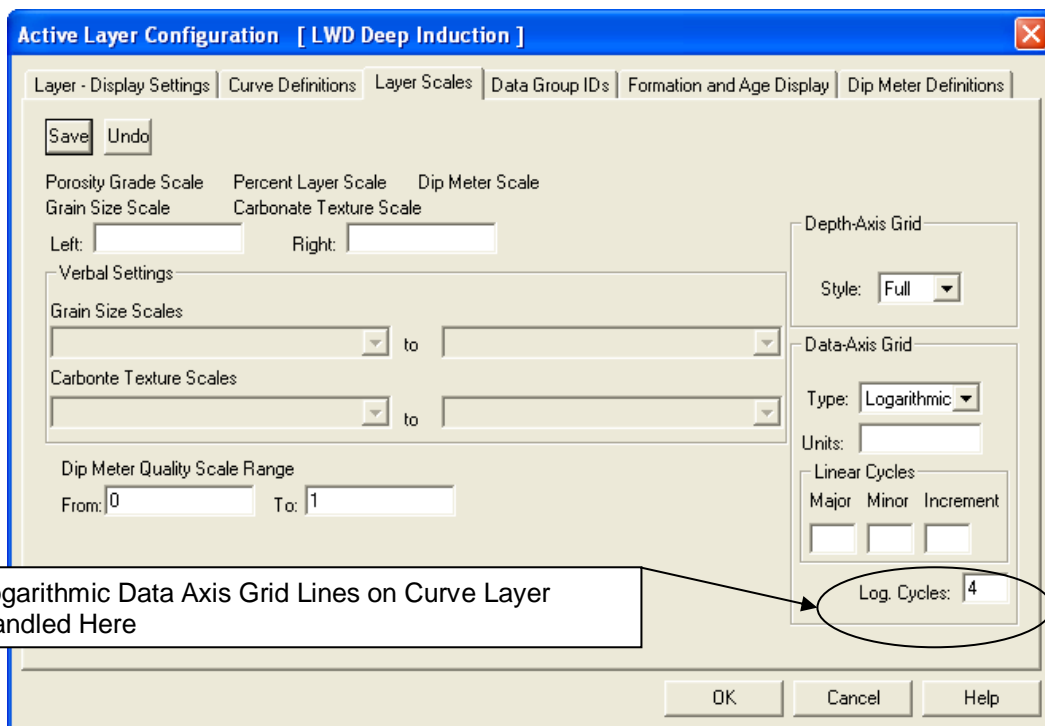 Active Layer Configuration [ LWD Deep Induction ]
Layer - Display Settings Curve Definitions Layer Scales Data Group IDs Formation and Age Display Dip Meter Definitions
Save Undo
Porosity Grade Scale Percent Layer Scale Dip Meter Scale
Grain Size Scale Carbonate Texture Scale
Left: Right:
Verbal Settings
Grain Size Scales
to
Carbonte Texture Scales
to
Dip Meter Quality Scale Range
From: 0 To: 1
Depth-Axis Grid
Style: Full
Data-Axis Grid
Type: Logarithmic
Units:
Linear Cycles
Major Minor Increment
Log. Cycles: 4
garithmic Data Axis Grid Lines on Curve Layer
andled Here
OK Cancel Help